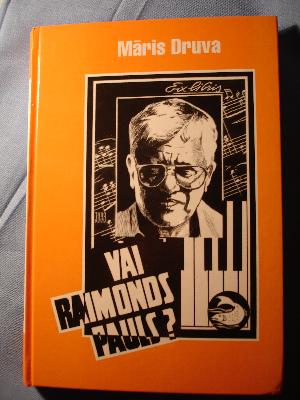 Māris Druva
Ex libris
VAI
RAIMONDS
PAULS?